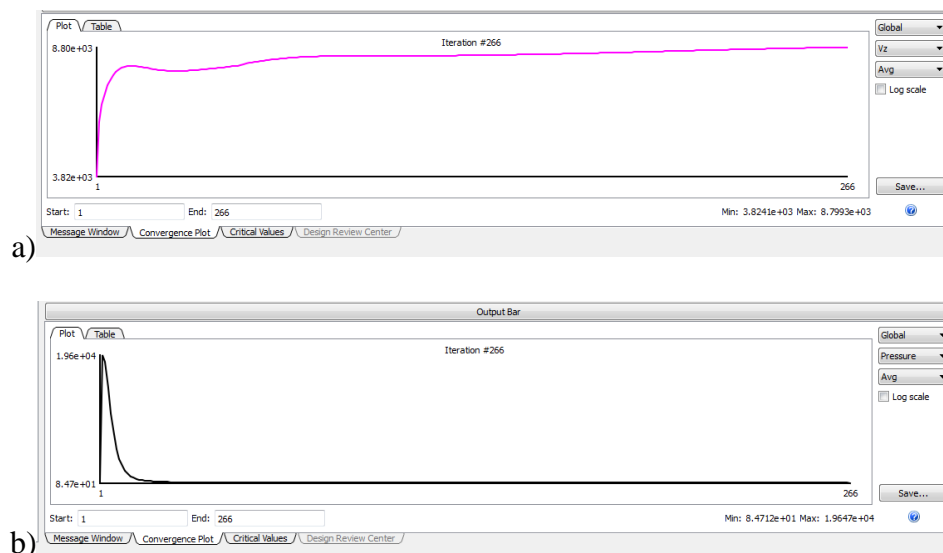 Plot Table
Global
8.80e+03
Iteration #266
Vz
Avg
Log scale
3.82e+03
1
266
Save...
Start: 1 End: 266 Min: 3.8241e+03 Max: 8.7993e+03
Message Window Convergence Plot Critical Values Design Review Center
a)
Output Bar
Plot Table
Global
1.96e+04
Iteration #266
Pressure
Avg
Log scale
8.47e+01
1
266
Save...
Start: 1 End: 266 Min: 8.4712e+01 Max: 1.9647e+04
Message Window Convergence Plot Critical Values Design Review Center
b)